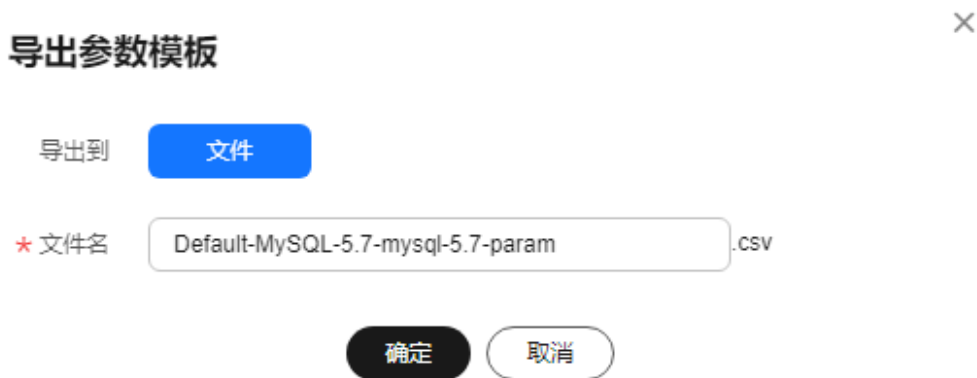 导出参数模板
导出到 文件
* 文件名 Default-MySQL-5.7-mysql-5.7-param .csv
确定 取消